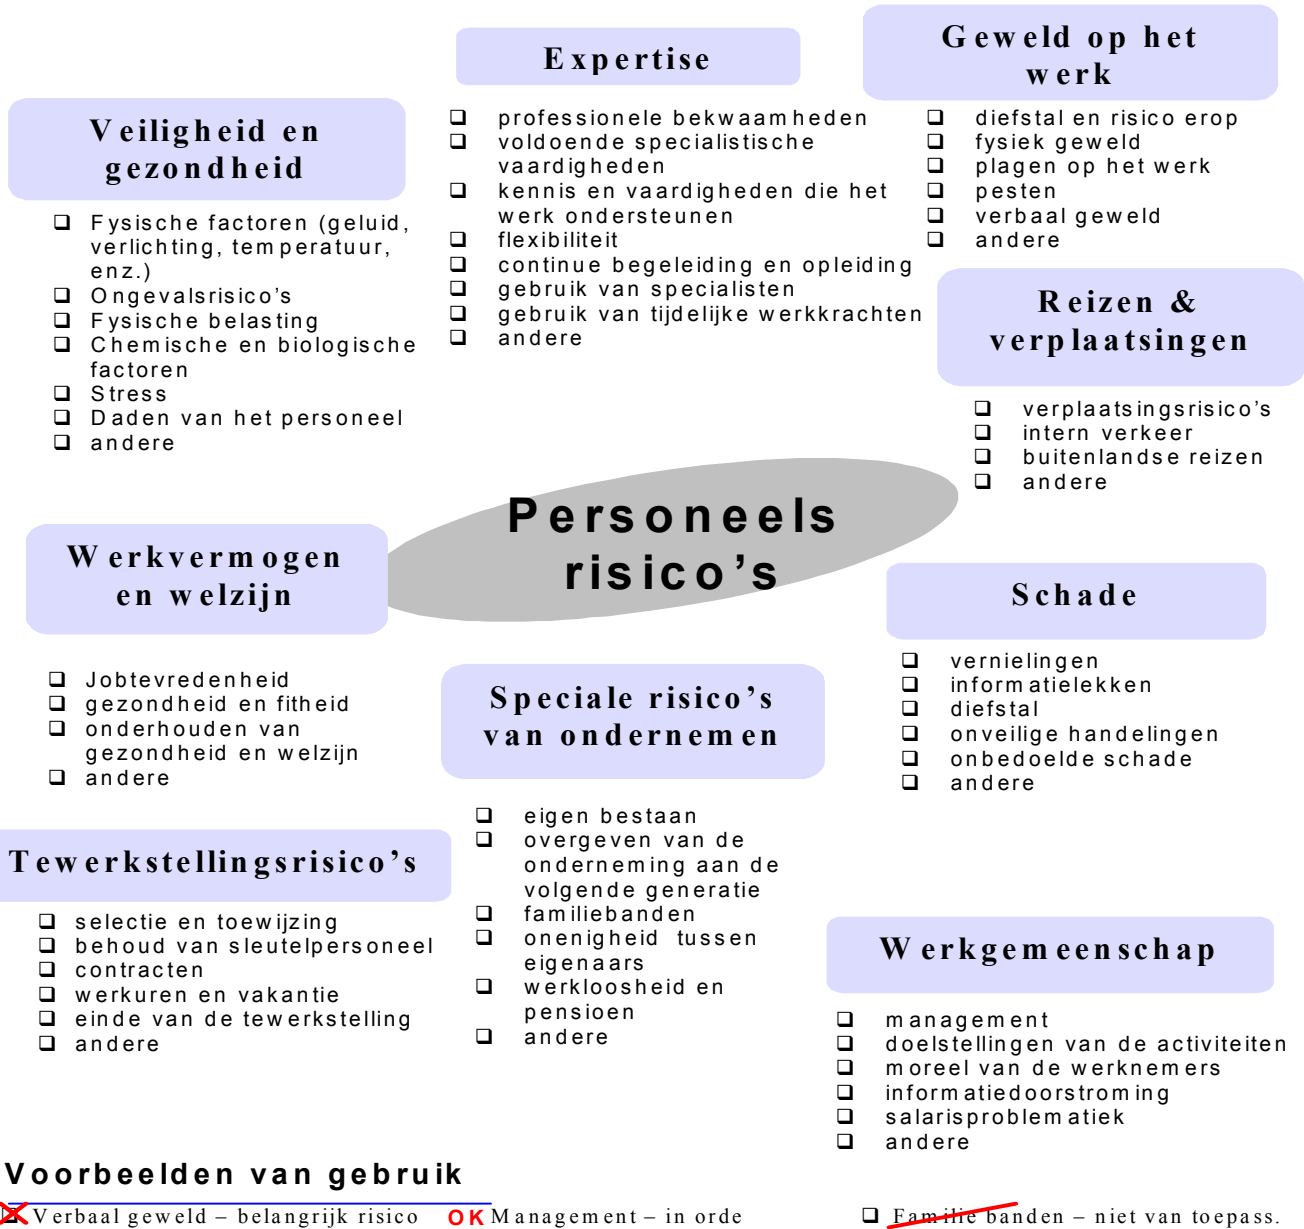 Veiligheid en
gezondheid
❑ Fysische factoren (geluid,
verlichting, temperatuur,
enz.)
❑ Ongevalsrisico's
❑ Fysische belasting
❑ Chemische en biologische
factoren
❑ Stress
❑ Daden van het personeel
❑ andere
Expertise
❑ professionele bekwaamheden
❑ voldoende specialistische
vaardigheden
❑ kennis en vaardigheden die het
werk ondersteunen
❑ flexibiliteit
❑ continue begeleiding en opleiding
❑ gebruik van specialisten
❑ gebruik van tijdelijke werkkrachten
❑ andere
Geweld op het
werk
❑ diefstal en risico erop
❑ fysiek geweld
❑ plagen op het werk
❑ pesten
❑ verbaal geweld
❑ andere
Reizen &
verplaatsingen
❑ verplaatsingsrisico's
❑ intern verkeer
❑ buitenlandse reizen
❑ andere
Personeels
risico's
Werkvermogen
en welzijn
❑ Jobtevredenheid
❑ gezondheid en fitheid
❑ onderhouden van
gezondheid en welzijn
❑ andere
Speciale risico's
van ondernemen
❑ eigen bestaan
❑ overgeven van de
onderneming aan de
volgende generatie
❑ familiebanden
❑ onenigheid tussen
eigenaars
❑ werkloosheid en
pensioen
❑ andere
Schade
❑ vernielingen
❑ informatielekken
❑ diefstal
❑ onveilige handelingen
❑ onbedoelde schade
❑ andere
Tewerkstellingsrisico's
❑ selectie en toewijzing
❑ behoud van sleutelpersoneel
❑ contracten
❑ werkuren en vakantie
❑ einde van de tewerkstelling
❑ andere
Werkgemeenschap
❑ management
❑ doelstellingen van de activiteiten
❑ moreel van de werknemers
❑ informatiedoorstroming
❑ salarisproblematiek
❑ andere
Voorbeelden van gebruik
❑ Verbaal geweld – belangrijk risico OK Management – in orde ❑ Familie banden – niet van toepass.